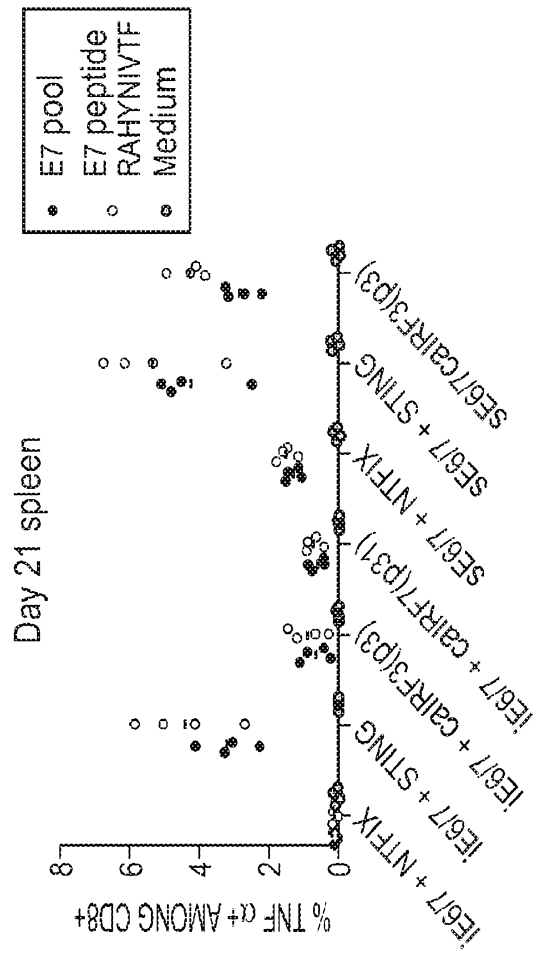 Day 21 spleen
E7 pool
E7 peptide
RAHYNIVTF
Medium
% TNF α+ AMONG CD8+
8
6
4
2
0
iE6/7 + NTFIX
iE6/7 + STING
iE6/7 + caIRF3(p3)
iE6/7 + caIRF7(p31)
sE6/7 + NTFIX
sE6/7 + STING
sE6/7caIRF3(p3)